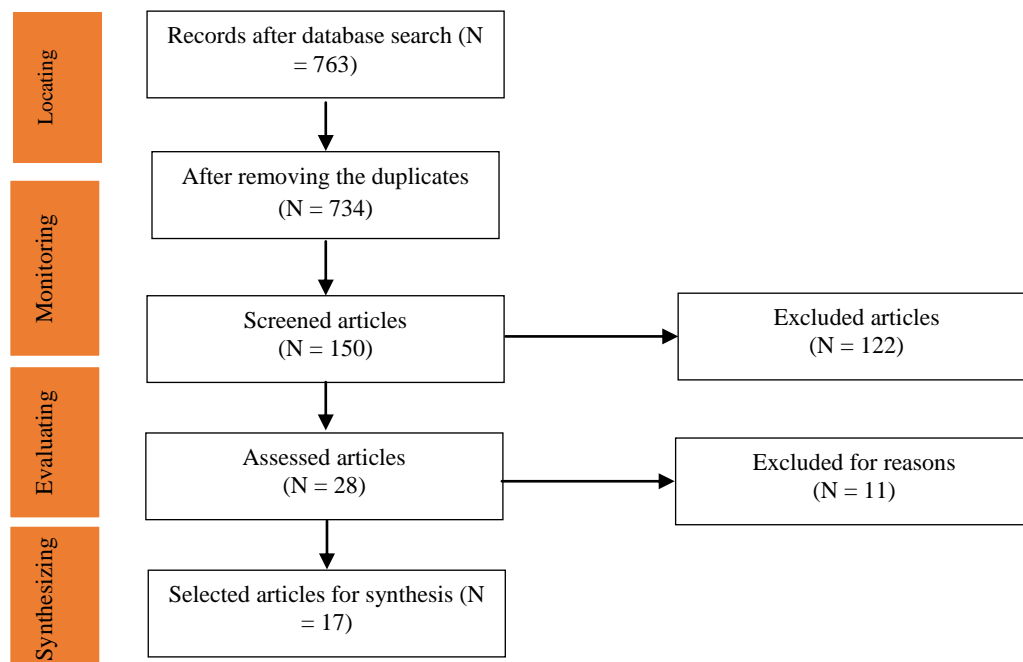 Locating
Records after database search (N
= 763)
After removing the duplicates
(N = 734)
Monitoring
Screened articles
(N = 150)
Excluded articles
(N = 122)
Evaluating
Assessed articles
(N = 28)
Excluded for reasons
(N = 11)
Synthesizing
Selected articles for synthesis (N
= 17)